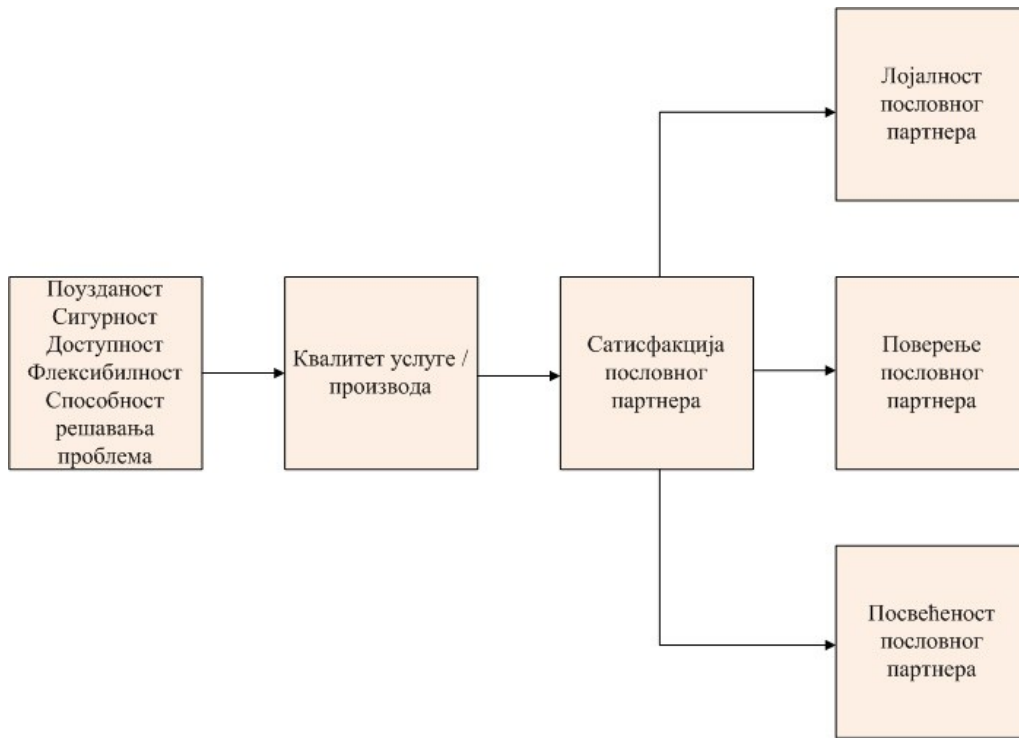 Лојалност
пословног
партнера
Поузданост
Сигурност
Доступност
Флексибилност
Способност
решавања
проблема
Квалитет услуге /
производа
Сатисфакција
пословног
партнера
Поверење
пословног
партнера
Посвећеност
пословног
партнера